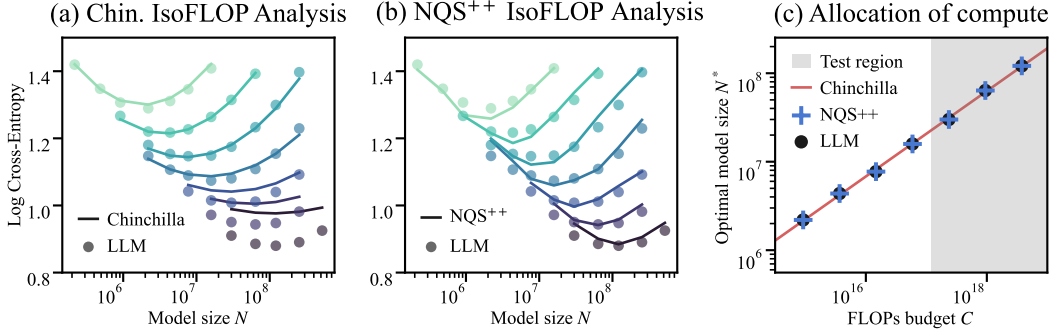 (a) Chin. IsoFLOP Analysis
Log Cross-Entropy
1.4
1.2
1.0
0.8
Chinchilla
LLM
10^6
10^7
10^8
Model size N
(b) NQS^{++} IsoFLOP Analysis
1.4
1.2
1.0
0.8
NQS^{++}
LLM
10^6
10^7
10^8
Model size N
(c) Allocation of compute
Optimal model size N^*
10^8
10^7
10^6
Test region
Chinchilla
NQS++
LLM
10^{16}
10^{18}
FLOPs budget C